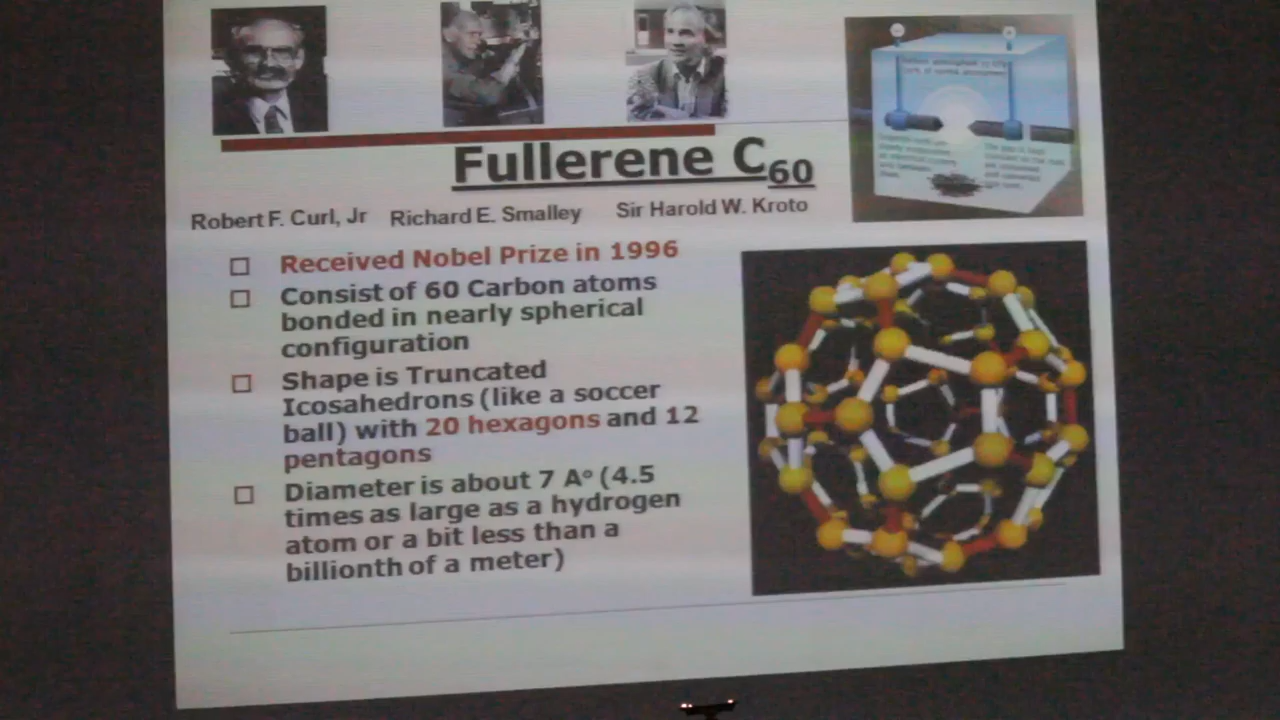 Fullerene C60
Robert F. Curl, Jr
Richard E. Smalley
Sir Harold W. Kroto
Received Nobel Prize in 1996
Consist of 60 Carbon atoms
bonded in nearly spherical
configuration
Shape is Truncated
Icosahedrons (like a soccer
ball) with 20 hexagons and 12
pentagons
Diameter is about 7 A° (4.5
times as large as a hydrogen
atom or a bit less than a
billionth of a meter)